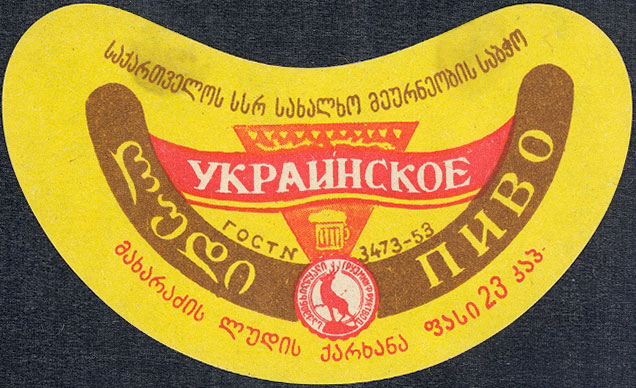 საქართველოს სსრ სახალხო მეურნეობის საბჭო
УКРАИНСКОЕ
ლუდი ПИВО
ГОСТ N 3473-53
მახარაძის ლუდის ქარხანა ფასი 23 კაპ.